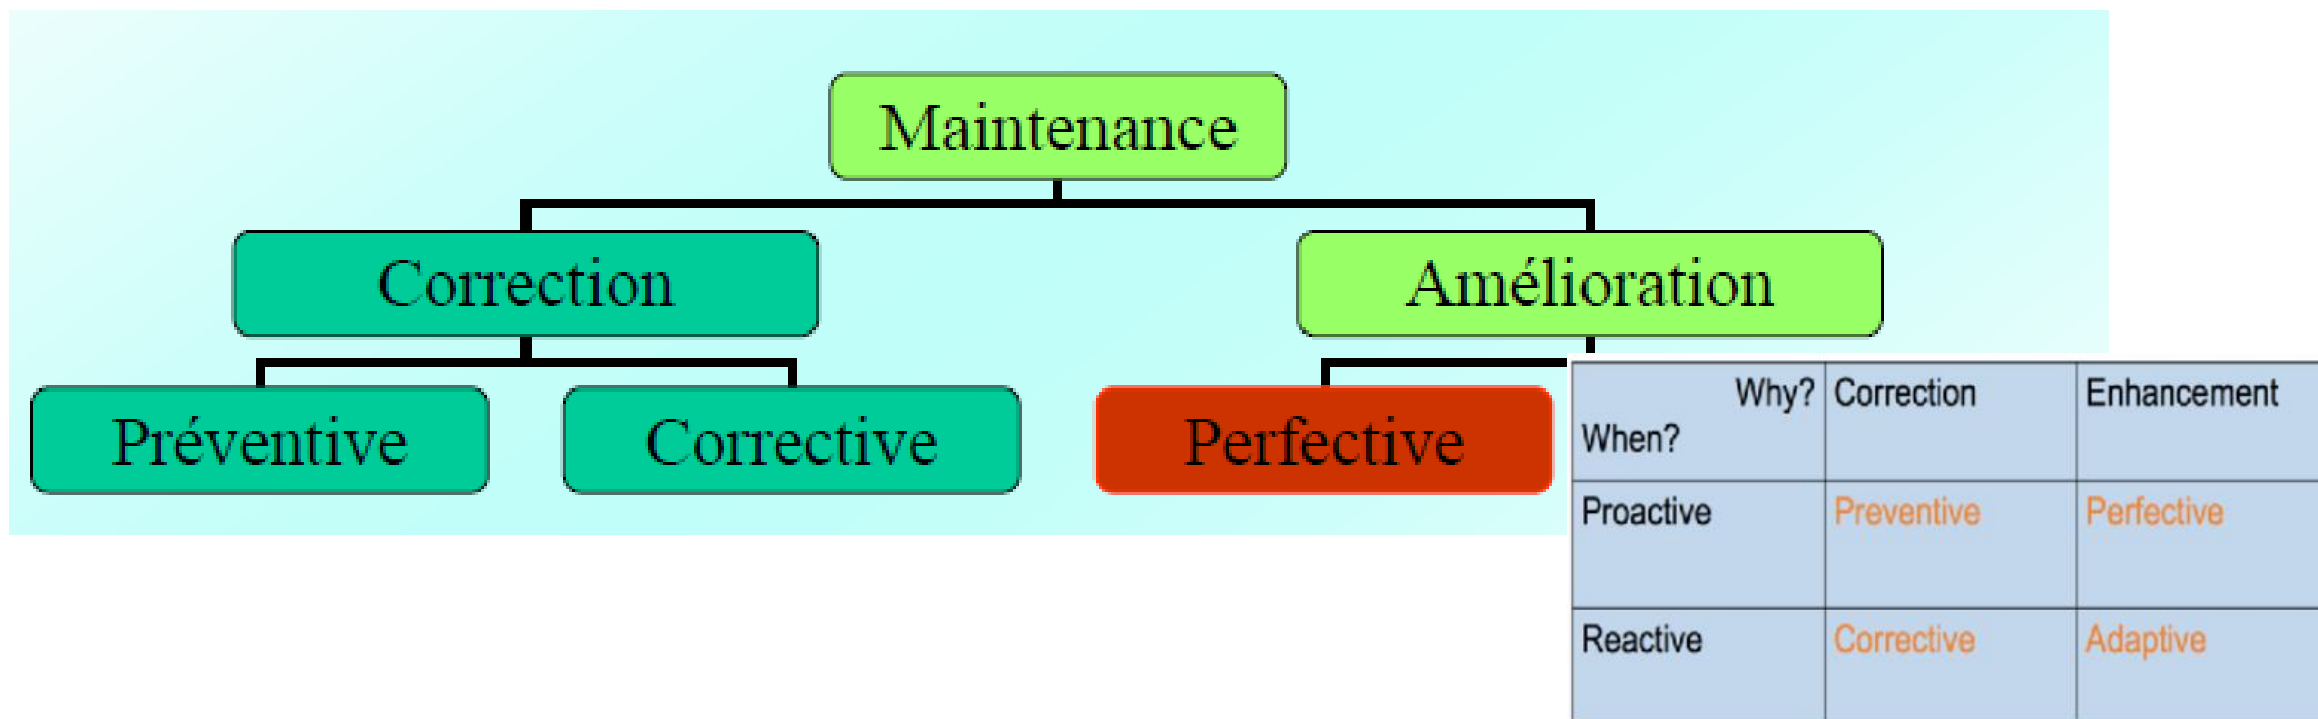 Maintenance
Correction
Amélioration
Préventive
Corrective
Perfective
Why?
When?
Correction
Enhancement
Proactive
Preventive
Perfective
Reactive
Corrective
Adaptive